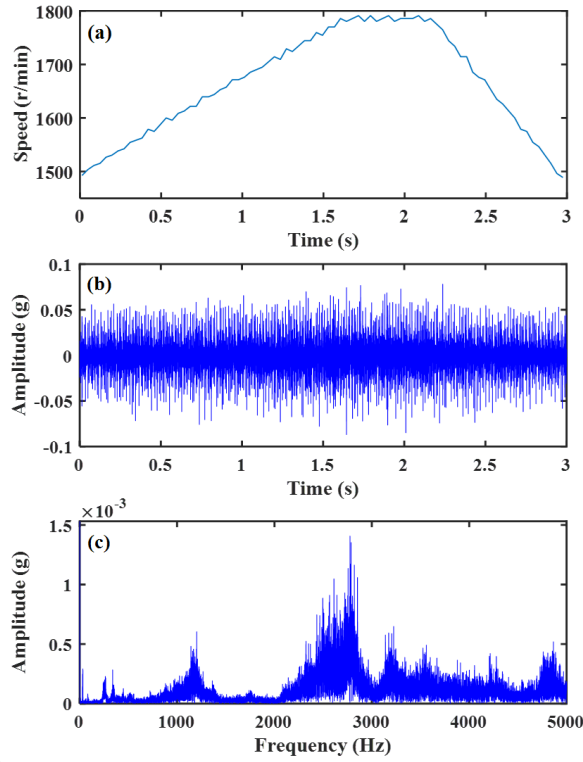 (a)
Speed (r/min)
1800
1700
1600
1500
0 0.5 1 1.5 2 2.5 3
Time (s)
(b)
Amplitude (g)
0.1
0.05
0
-0.05
-0.1
0 0.5 1 1.5 2 2.5 3
Time (s)
×10⁻³
(c)
Amplitude (g)
1.5
1
0.5
0
0 1000 2000 3000 4000 5000
Frequency (Hz)